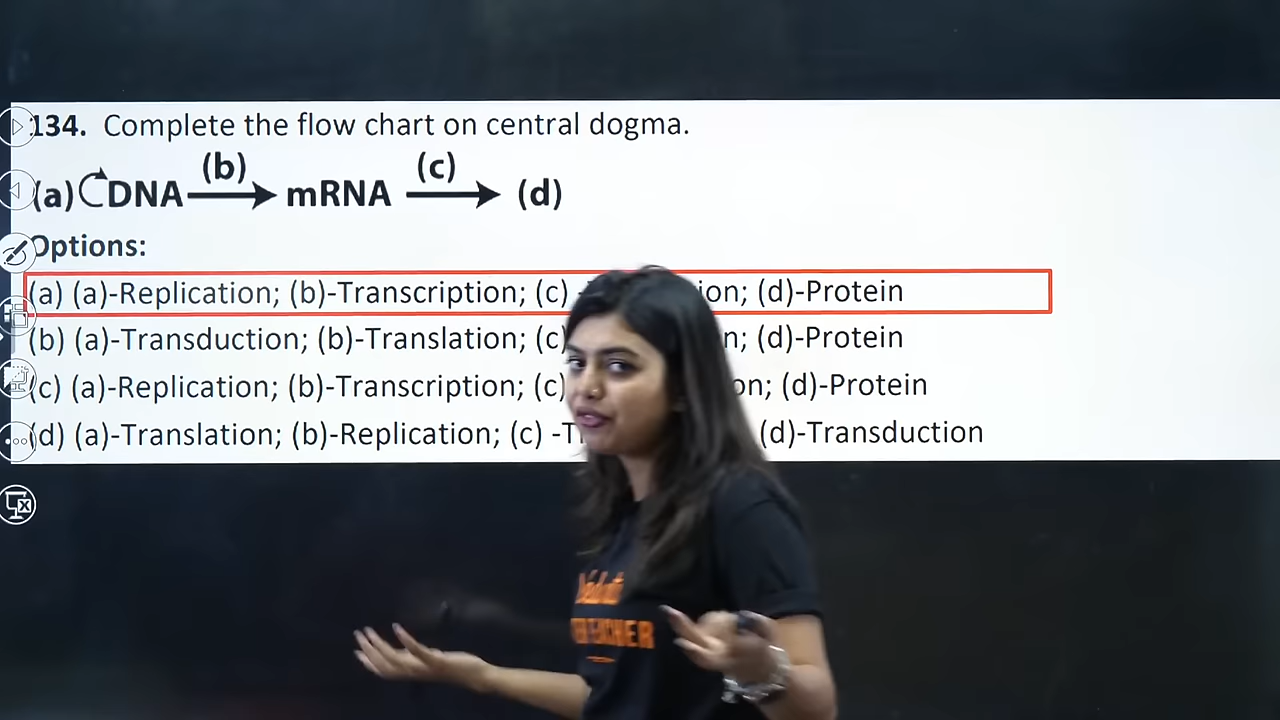 134. Complete the flow chart on central dogma.
(b) (c)
(a) DNA mRNA (d)
Options:
(a) (a)-Replication; (b)-Transcription; (c) - ion; (d)-Protein
(b) (a)-Transduction; (b)-Translation; (c) n; (d)-Protein
(c) (a)-Replication; (b)-Transcription; (c) on; (d)-Protein
(d) (a)-Translation; (b)-Replication; (c) -T (d)-Transduction